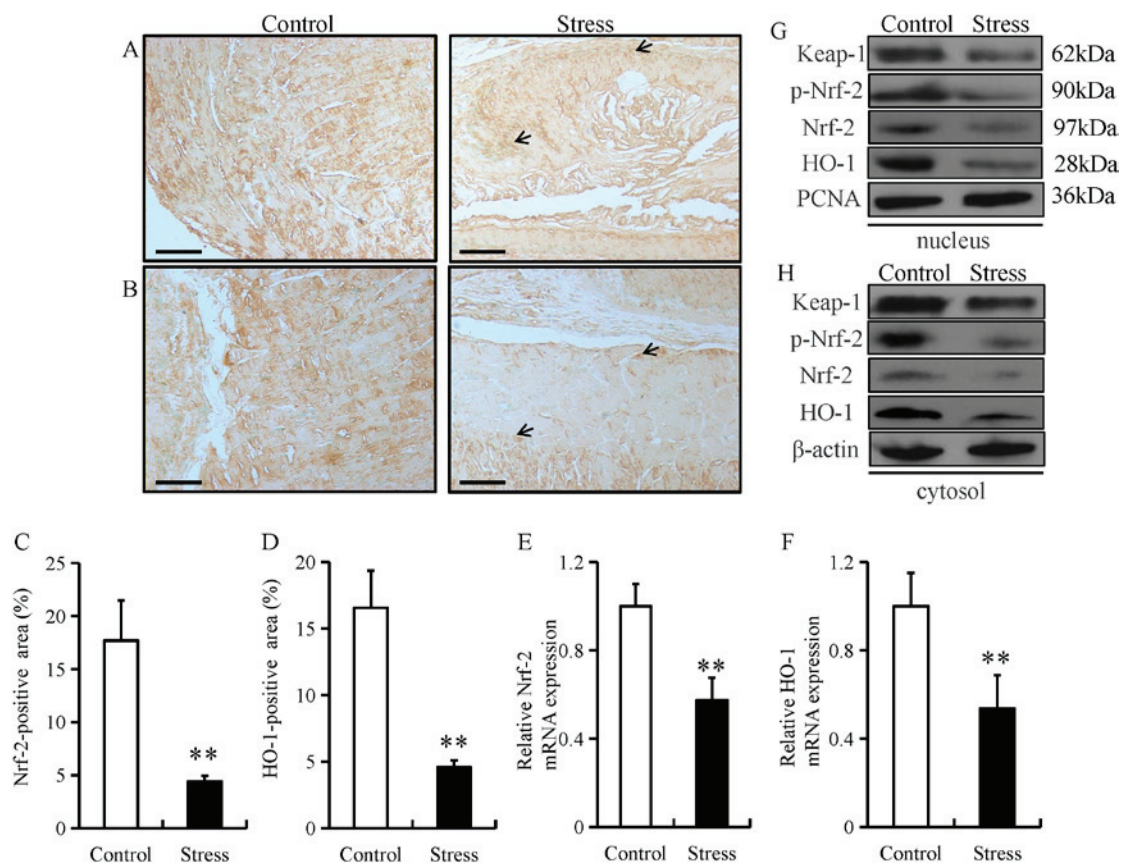 Control Stress
A
B
G Control Stress
Keap-1 62kDa
p-Nrf-2 90kDa
Nrf-2 97kDa
HO-1 28kDa
PCNA 36kDa
nucleus
H Control Stress
Keap-1
p-Nrf-2
Nrf-2
HO-1
β-actin
cytosol
C
Nrf-2-positive area (%)
25
20
15
10
5
0
**
Control Stress
D
HO-1-positive area (%)
20
15
10
5
0
**
Control Stress
E
Relative Nrf-2
mRNA expression
1.2
0.8
0.4
0
**
Control Stress
F
Relative HO-1
mRNA expression
1.2
0.8
0.4
0
**
Control Stress